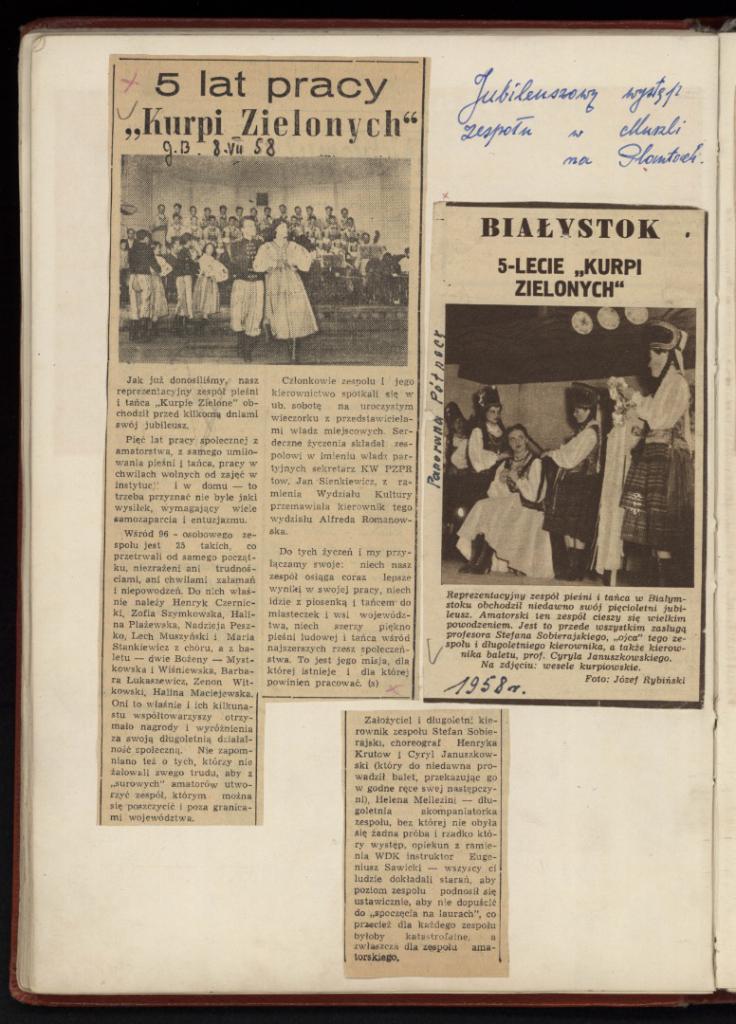 5 lat pracy
„Kurpi Zielonych“
g.B. 8.VII 58
Jak już donosiliśmy, nasz
reprezentacyjny zespół pieśni
i tańca „Kurpie Zielone” ob-
chodził przed kilkoma dniami
swój jubileusz.
Pięć lat pracy społecznej z
amatorstwa, z samego umiło-
wania pieśni i tańca, pracy w
chwilach wolnych od zajęć w
instytucji i w domu — to
trzeba przyznać nie byle jaki
wysiłek, wymagający wiele
samozaparcia i entuzjazmu.
Wśród 96 - osobowego ze-
społu jest 25 takich, co
przetrwali od samego począt-
ku, niezrażeni ani trudnoś-
ciami, ani chwilami załamań
i niepowodzeń. Do nich właś-
nie należy Henryk Czernic-
ki, Zofia Szymkowska, Hali-
na Plażewska, Nadzieja Pesz-
ko, Lech Muszyński i Maria
Stankiewicz z chóru, a z ba-
letu — dwie Bożeny — Myst-
kowska i Wiśniewska, Barba-
ra Łukaszewicz, Zenon Wit-
kowski, Halina Maciejewska.
Oni to właśnie i ich kilkuna-
stu współtowarzyszy otrzy-
mało nagrody i wyróżnienia
za swoją długoletnią działal-
ność społeczną. Nie zapom-
niano też o tych, którzy nie
żałowali swego trudu, aby z
„surowych” amatorów utwo-
rzyć zespół, którym można
się poszczycić i poza granica-
mi województwa.
Członkowie zespołu i jego
kierownictwo spotkali się w
ub. sobotę na uroczystym
wieczorku z przedstawiciela-
mi władz miejscowych. Ser-
deczne życzenia składał ze-
społowi w imieniu władz par-
tyjnych sekretarz KW PZPR
tow. Jan Sienkiewicz, z ra-
mienia Wydziału Kultury
przemawiała kierownik tego
wydziału Alfreda Romanow-
ska.
Do tych życzeń i my przy-
łączamy swoje: niech nasz
zespół osiąga coraz lepsze
wyniki w swojej pracy, niech
idzie z piosenką i tańcem do
miasteczek i wsi wojewódz-
twa, niech szerzy piękno
pieśni ludowej i tańca wśród
najszerszych rzesz społeczeń-
stwa. To jest jego misja, dla
której istnieje i dla której
powinien pracować. (s)
Jubileuszowy występ
zespołu w Muszli
na Plantach.
BIAŁYSTOK
5-LECIE „KURPI
ZIELONYCH“
Panorama Północy
Reprezentacyjny zespół pieśni i tańca w Białym-
stoku obchodził niedawno swój pięcioletni jubi-
leusz. Amatorski ten zespół cieszy się wielkim
powodzeniem. Jest to przede wszystkim zasługą
profesora Stefana Sobierajskiego, „ojca” tego ze-
społu i długoletniego kierownika, a także kierow-
nika baletu, prof. Cyryla Januszkowskiego.
Na zdjęciu: wesele kurpiowskie.
Foto: Józef Rybiński
1958 r.
Założyciel i długoletni kie-
rownik zespołu Stefan Sobie-
rajski, choreograf Henryka
Krutow i Cyryl Januszkow-
ski (który do niedawna pro-
wadził balet, przekazując go
w godne ręce swej następczy-
ni), Helena Mellezini — dłu-
goletnia akompaniatorka
zespołu, bez której nie obyła
się żadna próba i rzadko któ-
ry występ, opiekun z ramie-
nia WDK instruktor Euge-
niusz Sawicki — wszyscy ci
ludzie dokładali starań, aby
poziom zespołu podnosił się
ustawicznie, aby nie dopuścić
do „spoczęcia na laurach”, co
przecież dla każdego zespołu
byłoby katastrofalne, a
zwłaszcza dla zespołu ama-
torskiego.